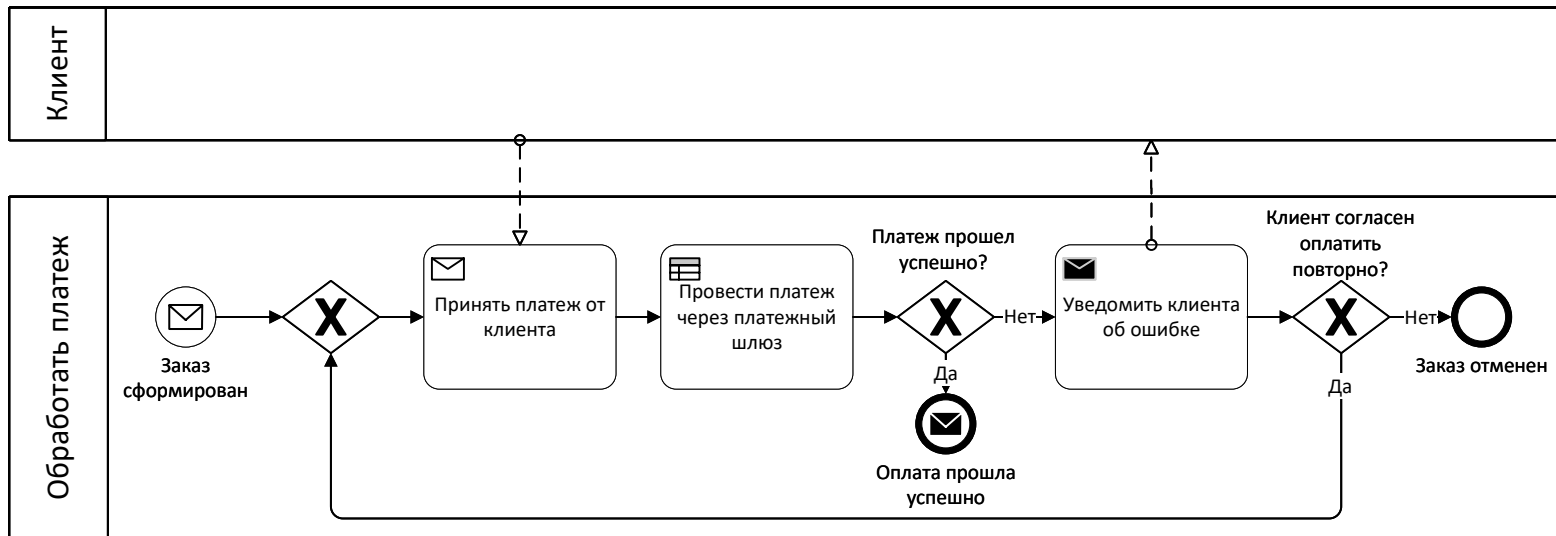 Клиент
Обработать платеж
Заказ
сформирован
Принять платеж от
клиента
Провести платеж
через платежный
шлюз
Платеж прошел
успешно?
Нет
Да
Оплата прошла
успешно
Уведомить клиента
об ошибке
Клиент согласен
оплатить
повторно?
Нет
Да
Заказ отменен